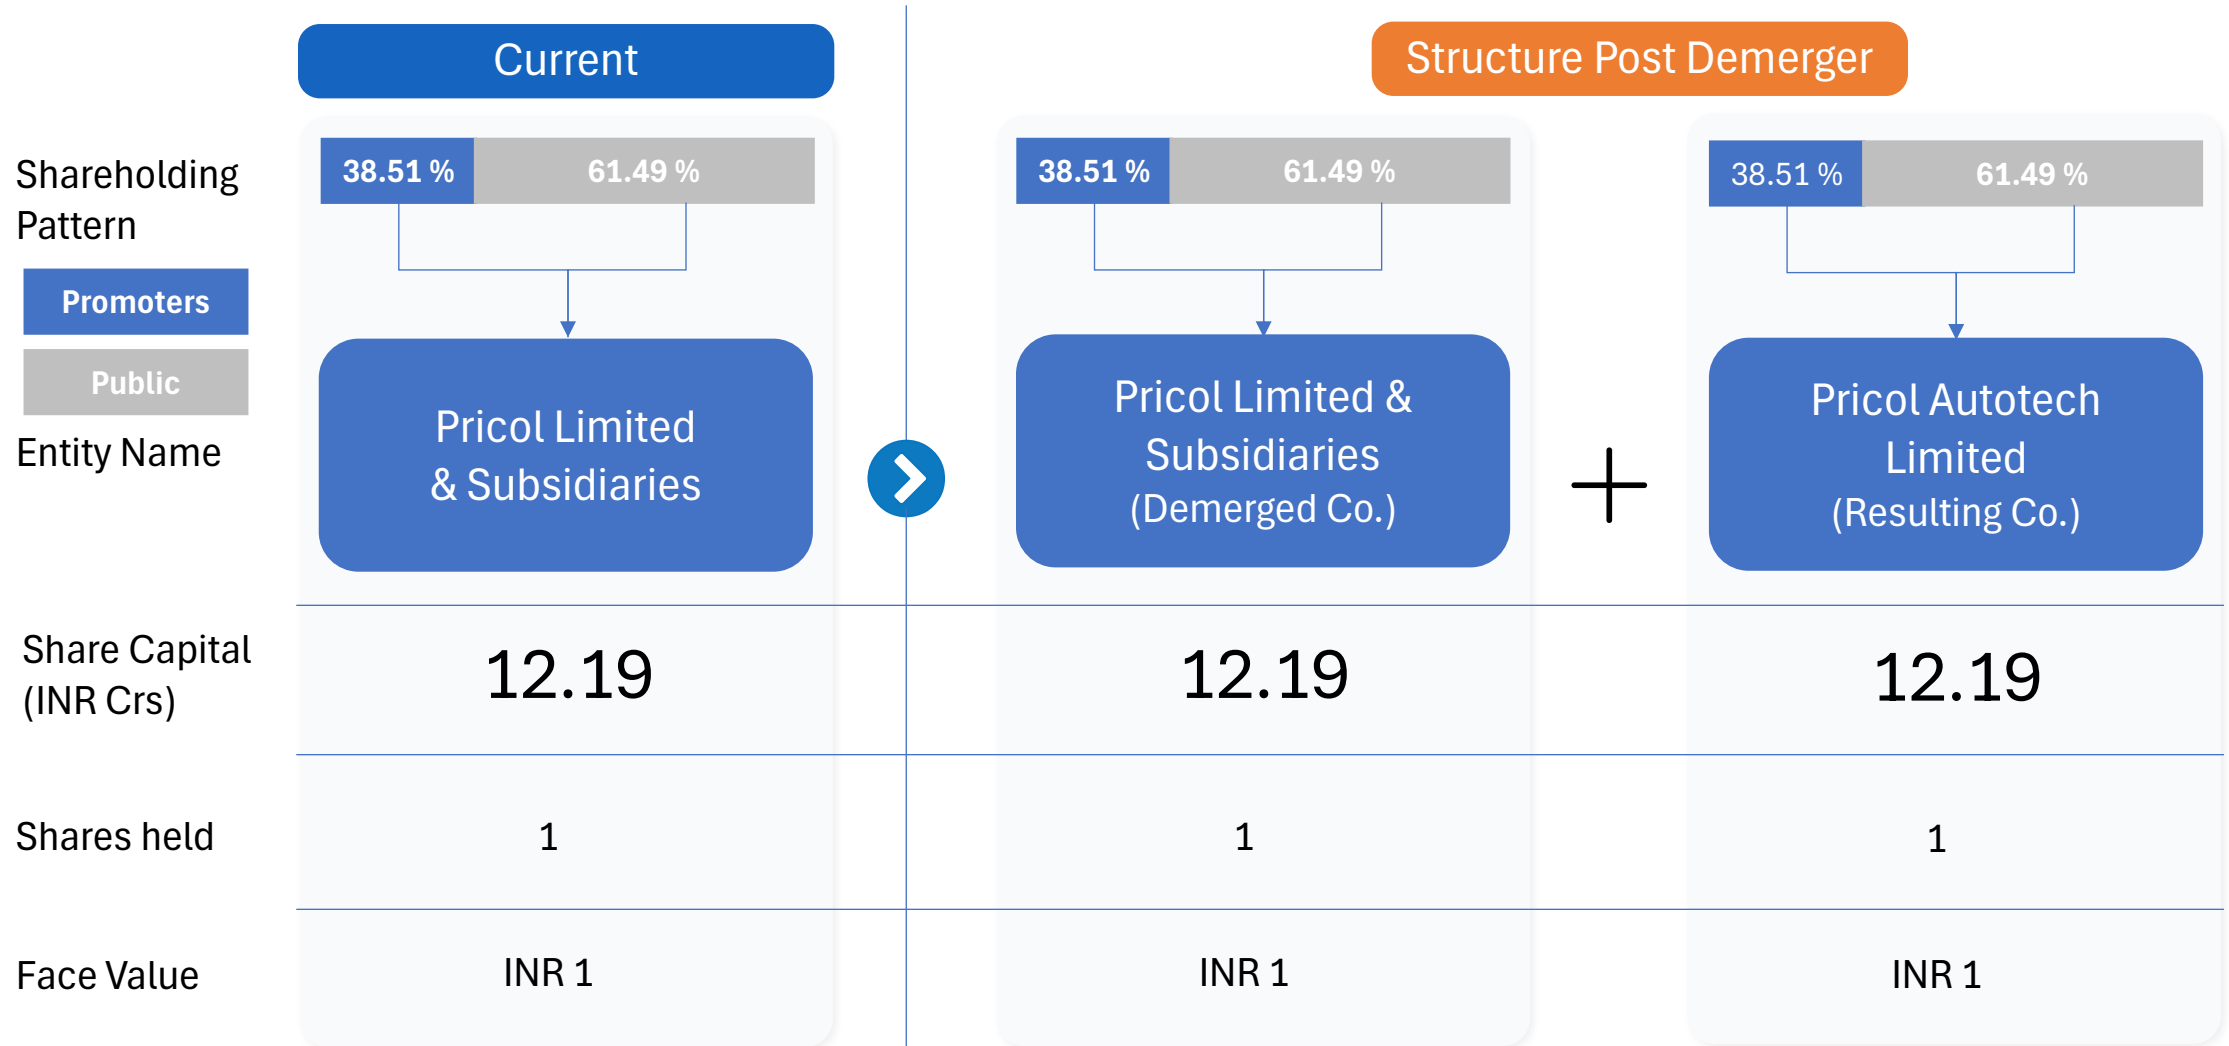 Current
Structure Post Demerger
Shareholding
Pattern
38.51 %
61.49 %
38.51 %
61.49 %
38.51 %
61.49 %
Promoters
Public
Entity Name
Pricol Limited
& Subsidiaries
Pricol Limited &
Subsidiaries
(Demerged Co.)
Pricol Autotech
Limited
(Resulting Co.)
Share Capital
(INR Crs)
12.19
12.19
12.19
Shares held
1
1
1
Face Value
INR 1
INR 1
INR 1